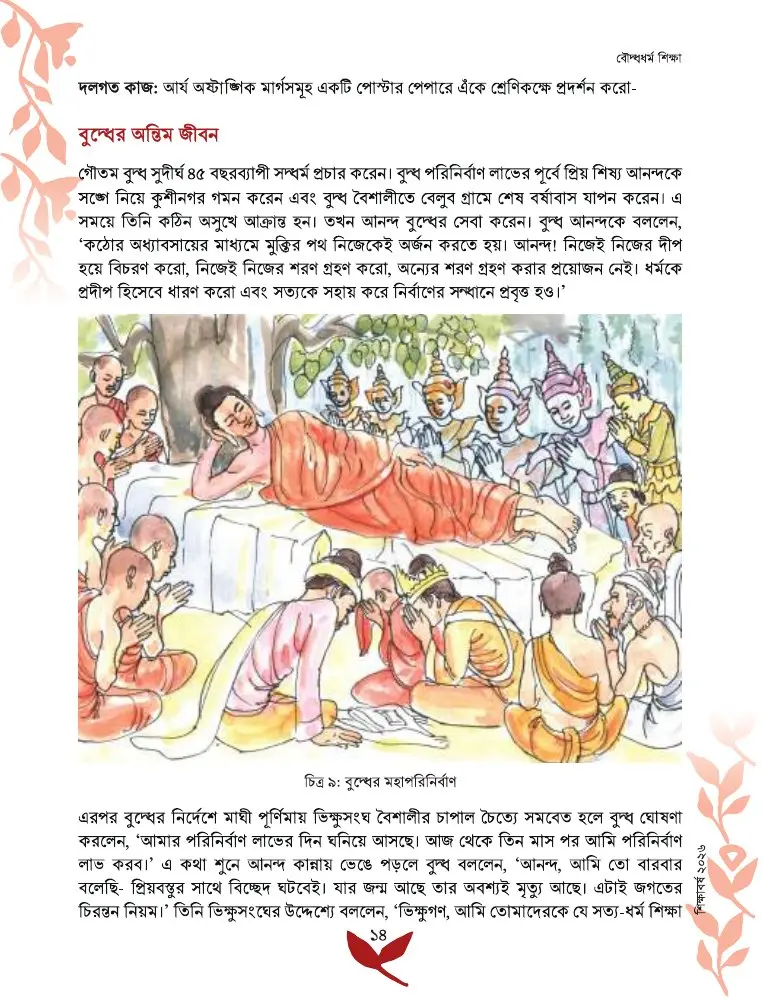 বৌদ্ধধর্ম শিক্ষা
দলগত কাজ: আর্য অষ্টাঙ্গিক মার্গসমূহ একটি পোস্টার পেপারে এঁকে শ্রেণিকক্ষে প্রদর্শন করো-
বুদ্ধের অন্তিম জীবন
গৌতম বুদ্ধ সুদীর্ঘ ৪৫ বছরব্যাপী সদ্ধর্ম প্রচার করেন। বুদ্ধ পরিনির্বাণ লাভের পূর্বে প্রিয় শিষ্য আনন্দকে
সঙ্গে নিয়ে কুশীনগর গমন করেন এবং বুদ্ধ বৈশালীতে বেলুব গ্রামে শেষ বর্ষাবাস যাপন করেন। এ
সময়ে তিনি কঠিন অসুখে আক্রান্ত হন। তখন আনন্দ বুদ্ধের সেবা করেন। বুদ্ধ আনন্দকে বললেন,
‘কঠোর অধ্যাবসায়ের মাধ্যমে মুক্তির পথ নিজেকেই অর্জন করতে হয়। আনন্দ! নিজেই নিজের দীপ
হয়ে বিচরণ করো, নিজেই নিজের শরণ গ্রহণ করো, অন্যের শরণ গ্রহণ করার প্রয়োজন নেই। ধর্মকে
প্রদীপ হিসেবে ধারণ করো এবং সত্যকে সহায় করে নির্বাণের সন্ধানে প্রবৃত্ত হও।’
চিত্র ৯: বুদ্ধের মহাপরিনির্বাণ
এরপর বুদ্ধের নির্দেশে মাঘী পূর্ণিমায় ভিক্ষুসংঘ বৈশালীর চাপাল চৈত্যে সমবেত হলে বুদ্ধ ঘোষণা
করলেন, ‘আমার পরিনির্বাণ লাভের দিন ঘনিয়ে আসছে। আজ থেকে তিন মাস পর আমি পরিনির্বাণ
লাভ করব।’ এ কথা শুনে আনন্দ কান্নায় ভেঙে পড়লে বুদ্ধ বললেন, ‘আনন্দ, আমি তো বারবার
বলেছি- প্রিয়বস্তুর সাথে বিচ্ছেদ ঘটবেই। যার জন্ম আছে তার অবশ্যই মৃত্যু আছে। এটাই জগতের
চিরন্তন নিয়ম।’ তিনি ভিক্ষুসংঘের উদ্দেশ্যে বললেন, ‘ভিক্ষুগণ, আমি তোমাদেরকে যে সত্য-ধর্ম শিক্ষা
শিক্ষাবর্ষ ২০২৬
১৪